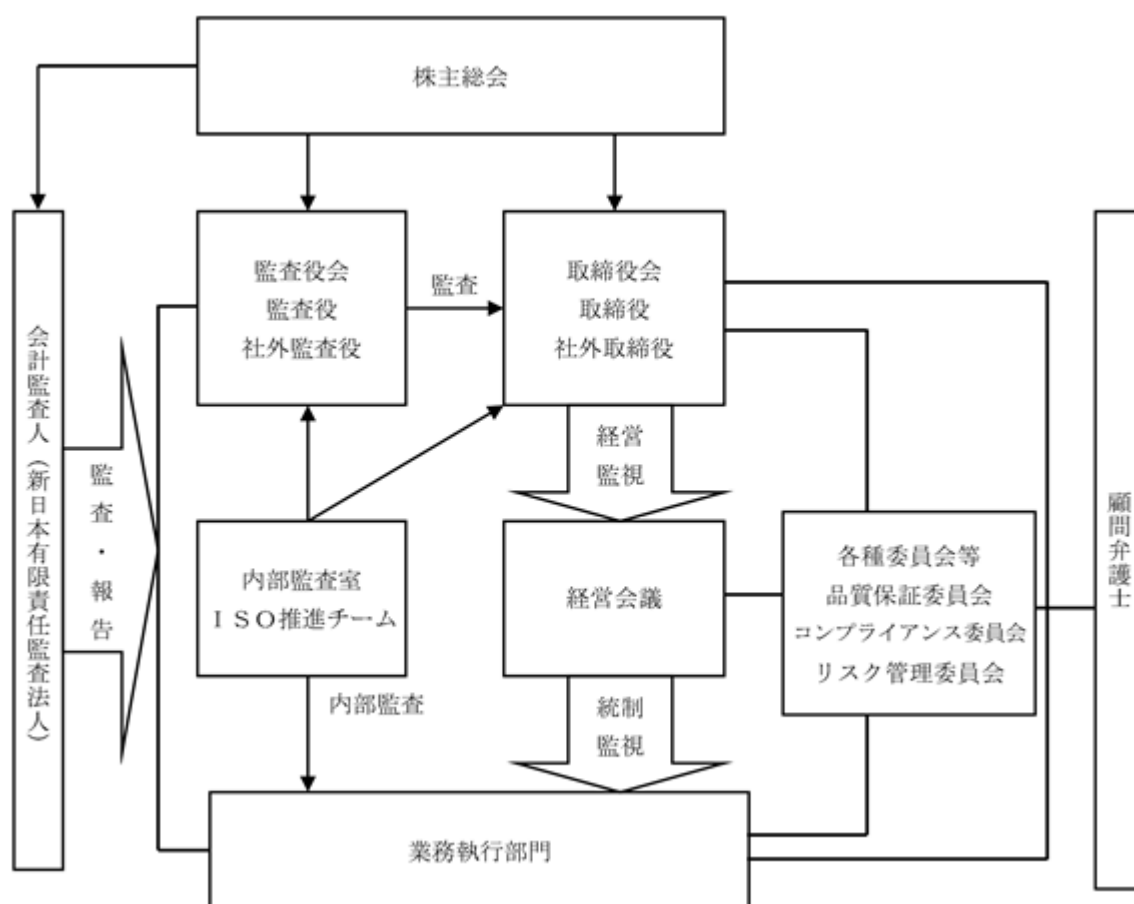 株主総会
監査役会
監査役
社外監査役
監査
取締役会
取締役
社外取締役
会計監査人（新日本有限責任監査法人）
監査・報告
経営
監視
顧問弁護士
内部監査室
ＩＳＯ推進チーム
経営会議
各種委員会等
品質保証委員会
コンプライアンス委員会
リスク管理委員会
内部監査
統制
監視
業務執行部門